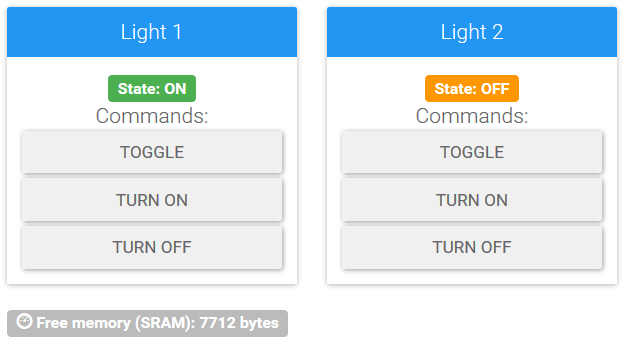 Light 1
State: ON
Commands:
TOGGLE
TURN ON
TURN OFF
Light 2
State: OFF
Commands:
TOGGLE
TURN ON
TURN OFF
Free memory (SRAM): 7712 bytes